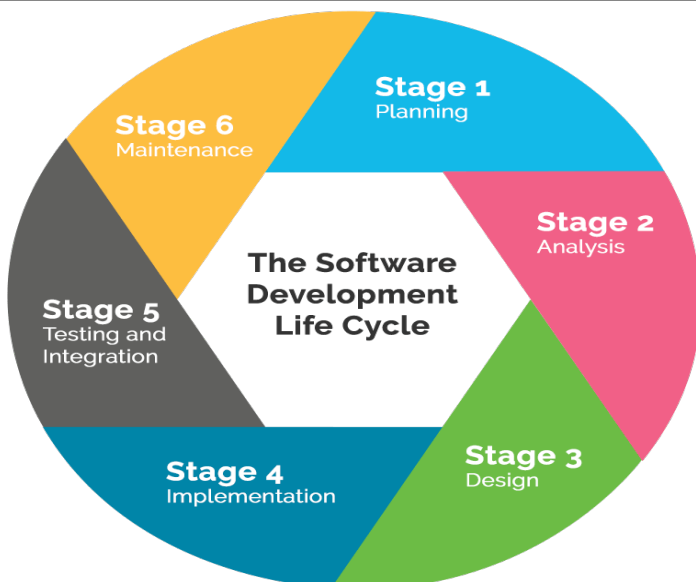 Stage 1
Planning
Stage 2
Analysis
Stage 3
Design
Stage 4
Implementation
Stage 5
Testing and
Integration
Stage 6
Maintenance
The Software
Development
Life Cycle